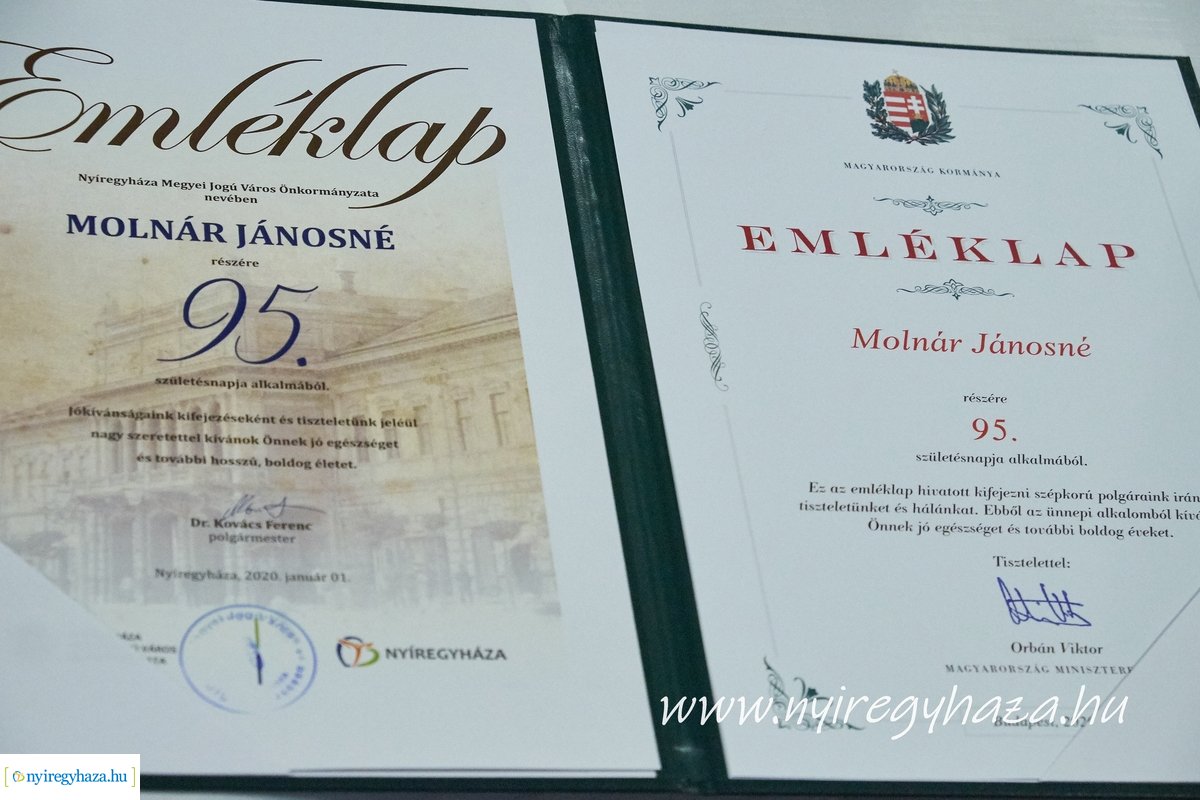 Emléklap
Nyíregyháza Megyei Jogú Város Önkormányzata
nevében
MOLNÁR JÁNOSNÉ
részére
95.
születésnapja alkalmából.
Jókívánságaink kifejezéseként és tiszteletünk jeléül
nagy szeretettel kívánok Önnek jó egészséget
és további hosszú, boldog életet.
Dr. Kovács Ferenc
polgármester
Nyíregyháza, 2020. január 01.
NYÍREGYHÁZA
MAGYARORSZÁG KORMÁNYA
EMLÉKLAP
Molnár Jánosné
részére
95.
születésnapja alkalmából.
Ez az emléklap hivatott kifejezni szépkorú polgáraink irán
tiszteletünket és hálánkat. Ebből az ünnepi alkalomból kív
Önnek jó egészséget és további boldog éveket.
Tisztelettel:
Orbán Viktor
MAGYARORSZÁG MINISZTERE
Budapest, 202
www.nyiregyhaza.hu
[nyiregyhaza.hu]